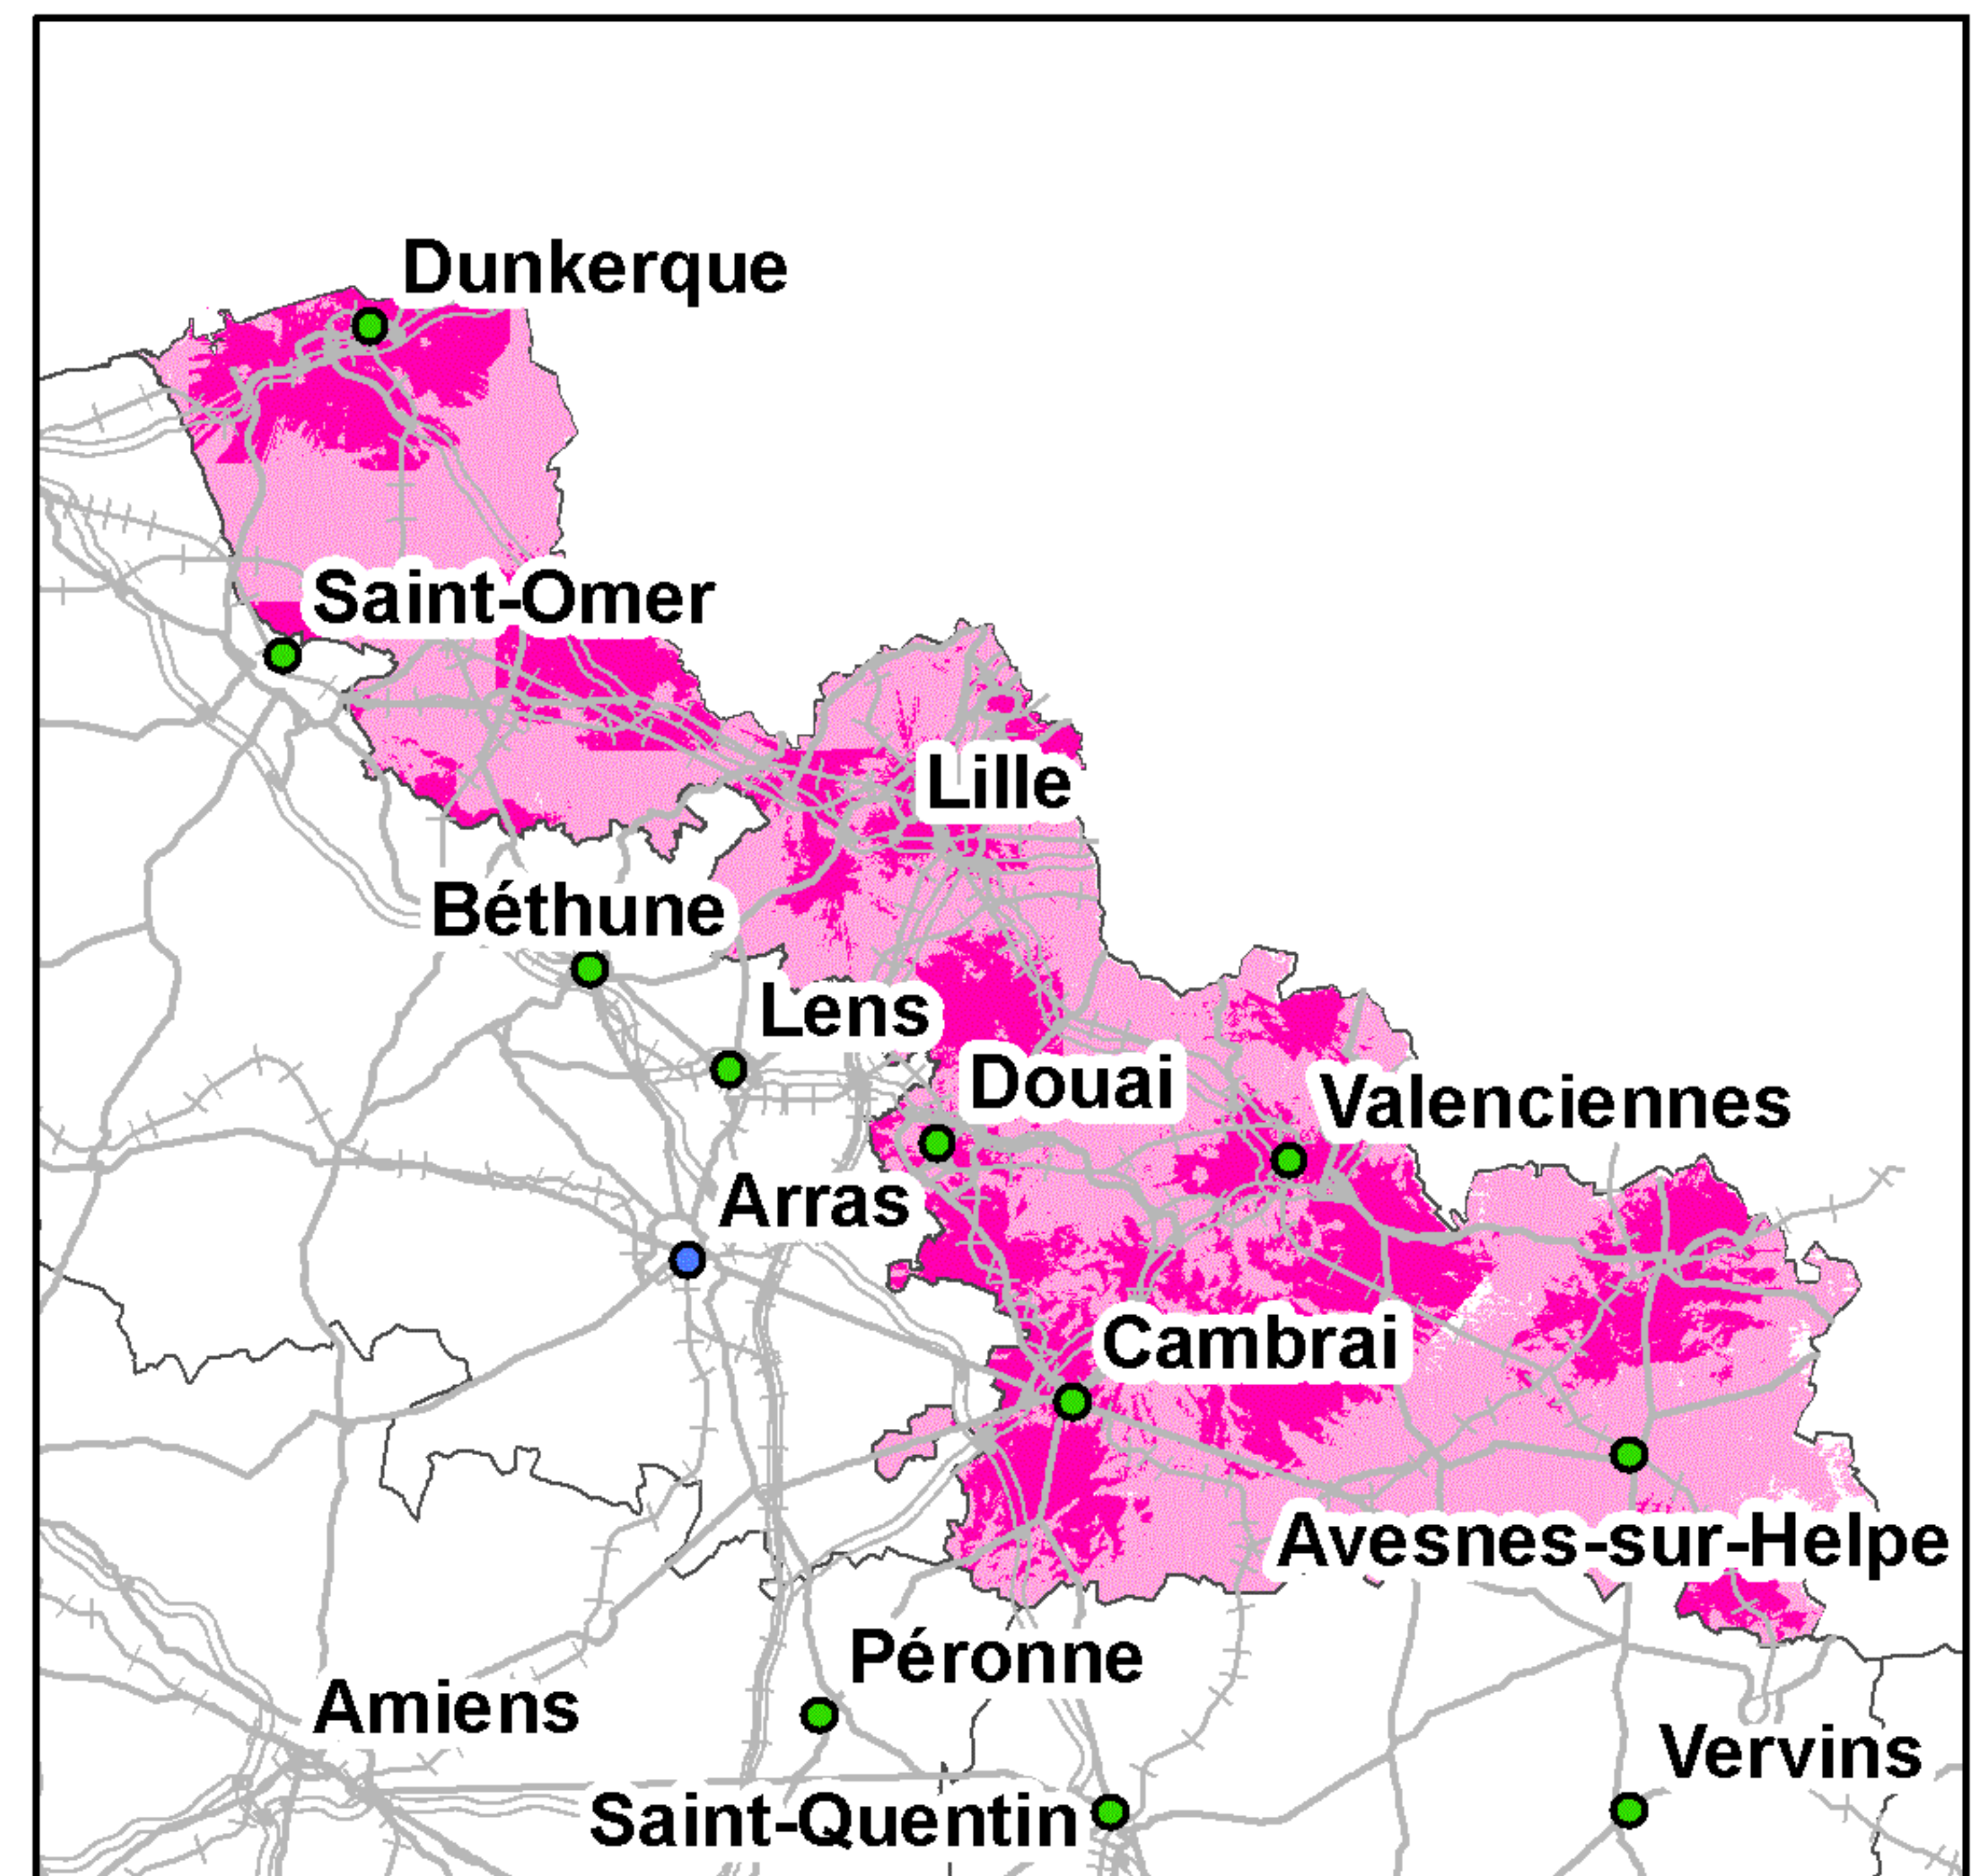 Dunkerque
Saint-Omer
Lille
Béthune
Lens
Douai
Valenciennes
Arras
Cambrai
Avesnes-sur-Helpe
Péronne
Amiens
Vervins
Saint-Quentin